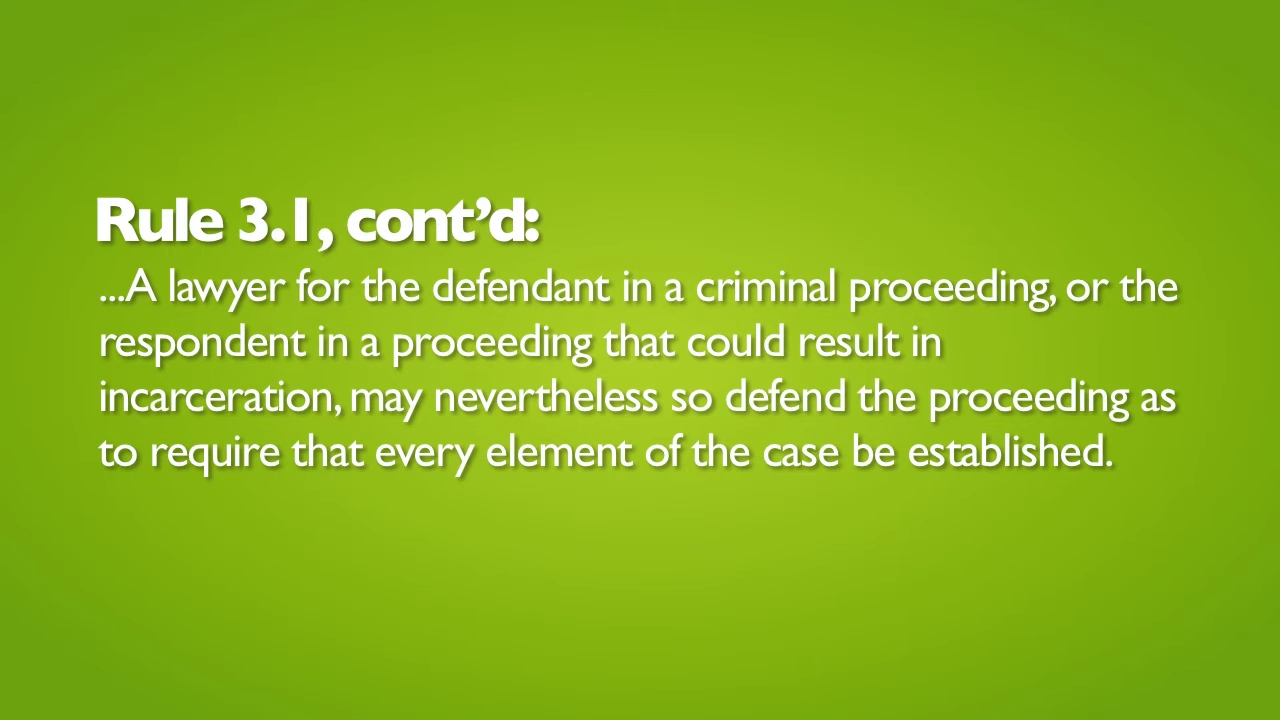 Rule 3.1, cont’d:
...A lawyer for the defendant in a criminal proceeding, or the
respondent in a proceeding that could result in
incarceration, may nevertheless so defend the proceeding as
to require that every element of the case be established.